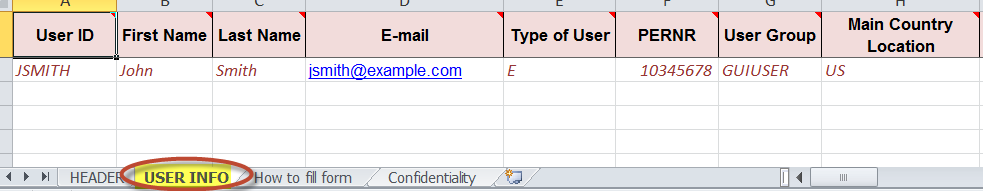 A B C D E F G H
User ID First Name Last Name E-mail Type of User PERNR User Group Main Country Location
JSMITH John Smith jsmith@example.com E 10345678 GUIUSER US
HEADER USER INFO How to fill form Confidentiality